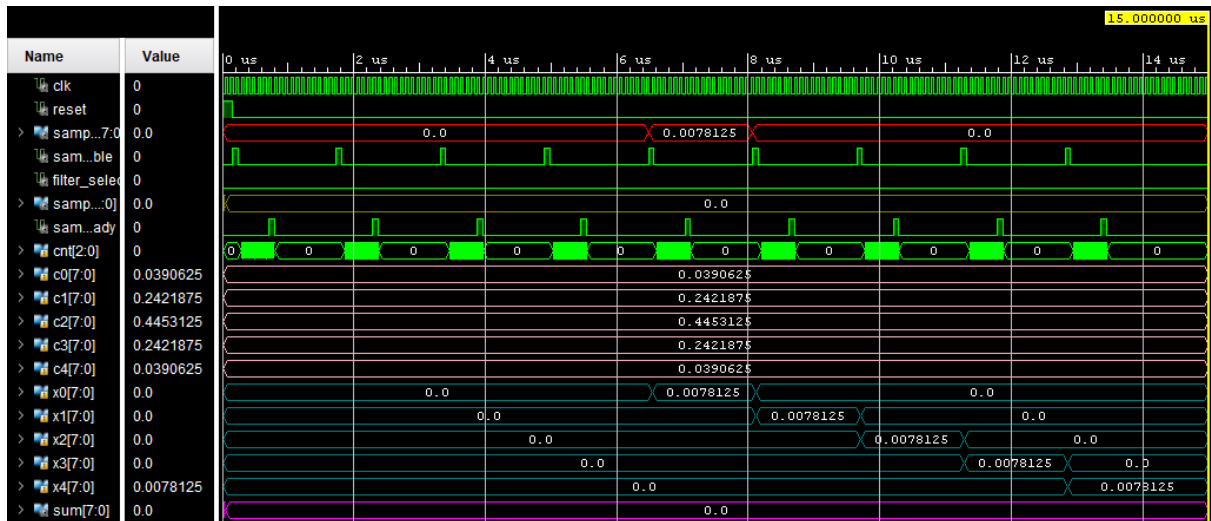 15.000000 us
Name Value 0 us 2 us 4 us 6 us 8 us 10 us 12 us 14 us
clk 0
reset 0
samp...7:0 0.0 0.0 0.0078125 0.0
sam...ble 0
filter_selec 0
samp...:0] 0.0 0.0
sam...ady 0
cnt[2:0] 0 0 0 0 0 0 0 0 0 0 0
c0[7:0] 0.0390625 0.0390625
c1[7:0] 0.2421875 0.2421875
c2[7:0] 0.4453125 0.4453125
c3[7:0] 0.2421875 0.2421875
c4[7:0] 0.0390625 0.0390625
x0[7:0] 0.0 0.0 0.0078125 0.0
x1[7:0] 0.0 0.0 0.0078125 0.0
x2[7:0] 0.0 0.0 0.0078125 0.0
x3[7:0] 0.0 0.0 0.0078125 0.0
x4[7:0] 0.0078125 0.0 0.0078125
sum[7:0] 0.0 0.0